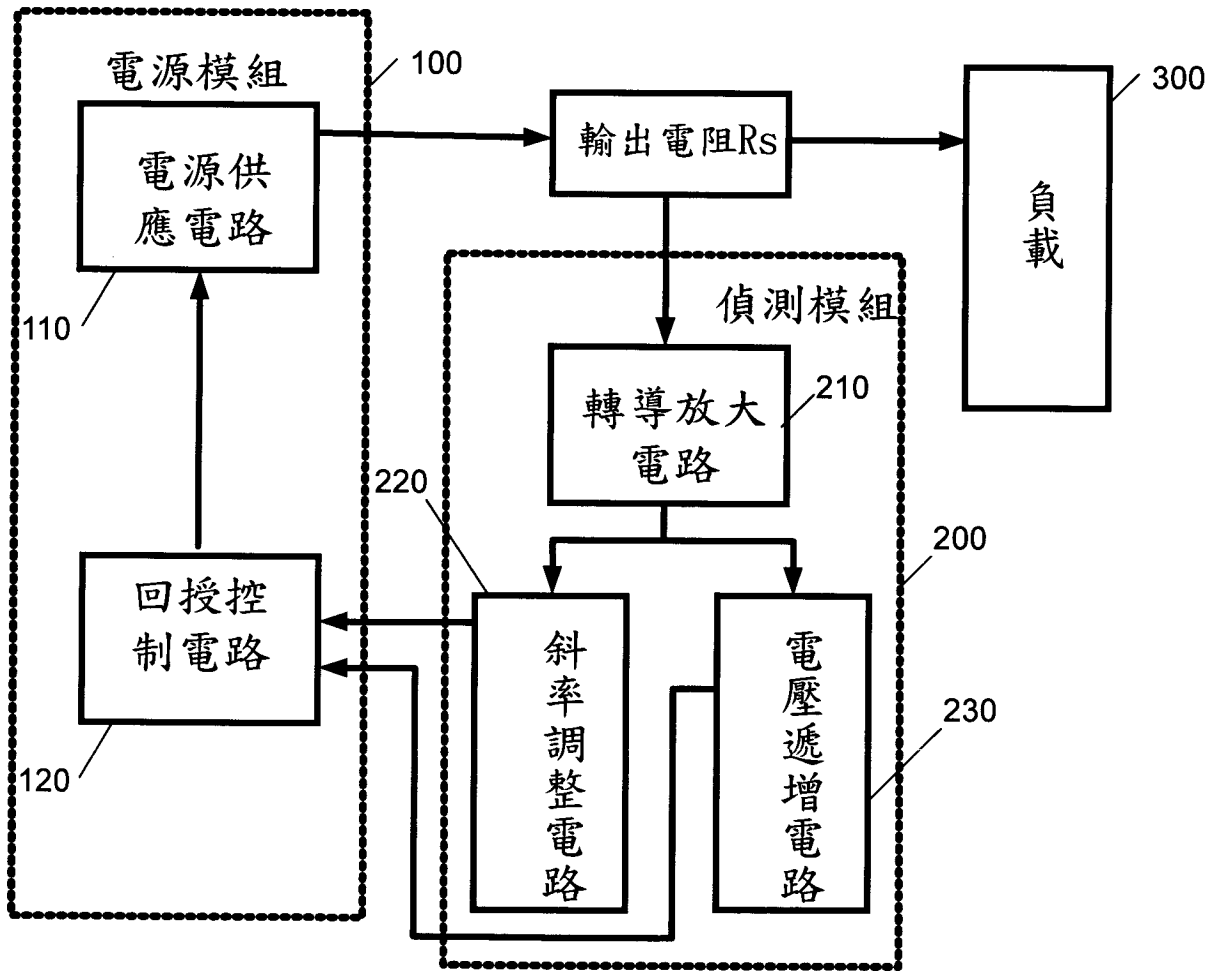 電源模組
100
電源供
應電路
110
輸出電阻Rs
300
負載
偵測模組
轉導放大
電路
210
220
200
回授控
制電路
120
斜率調整電路
電壓遞增電路
230